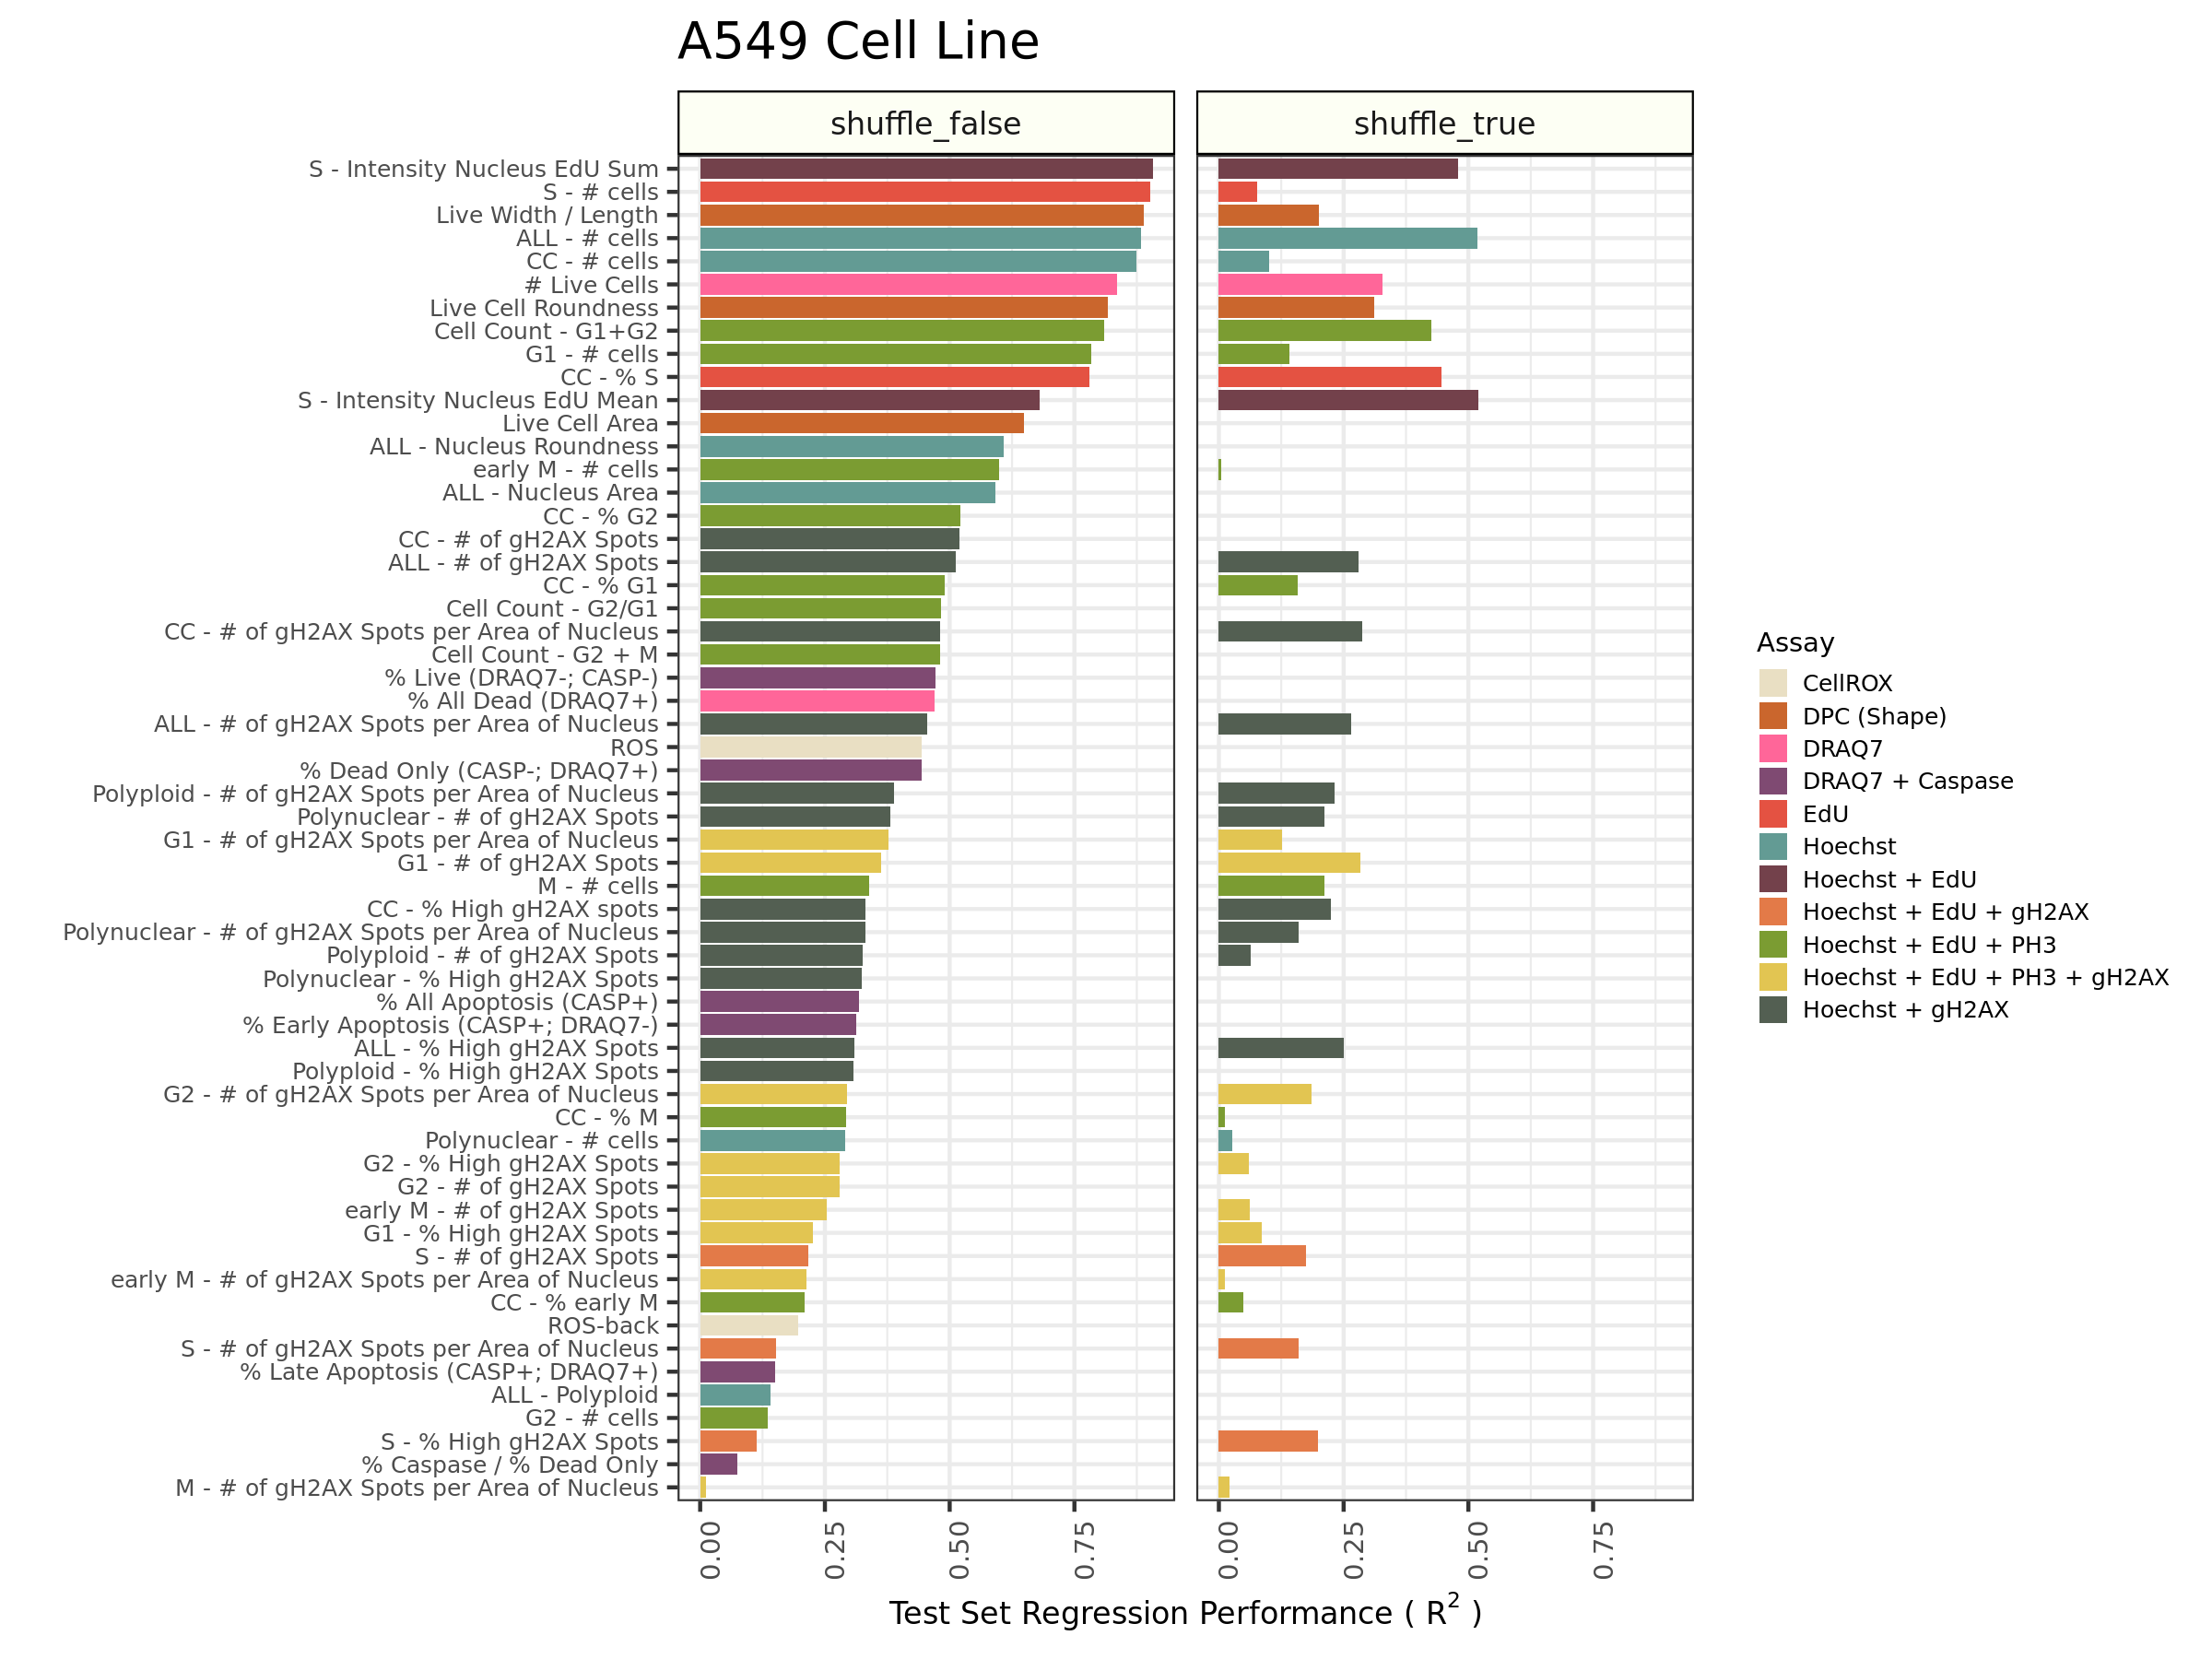 A549 Cell Line
shuffle_false
shuffle_true
S - Intensity Nucleus EdU Sum
S - # cells
Live Width / Length
ALL - # cells
CC - # cells
# Live Cells
Live Cell Roundness
Cell Count - G1+G2
G1 - # cells
CC - % S
S - Intensity Nucleus EdU Mean
Live Cell Area
ALL - Nucleus Roundness
early M - # cells
ALL - Nucleus Area
CC - % G2
CC - # of gH2AX Spots
ALL - # of gH2AX Spots
CC - % G1
Cell Count - G2/G1
CC - # of gH2AX Spots per Area of Nucleus
Cell Count - G2 + M
% Live (DRAQ7-; CASP-)
% All Dead (DRAQ7+)
ALL - # of gH2AX Spots per Area of Nucleus
ROS
% Dead Only (CASP-; DRAQ7+)
Polyploid - # of gH2AX Spots per Area of Nucleus
Polynuclear - # of gH2AX Spots
G1 - # of gH2AX Spots per Area of Nucleus
G1 - # of gH2AX Spots
M - # cells
CC - % High gH2AX spots
Polynuclear - # of gH2AX Spots per Area of Nucleus
Polyploid - # of gH2AX Spots
Polynuclear - % High gH2AX Spots
% All Apoptosis (CASP+)
% Early Apoptosis (CASP+; DRAQ7-)
ALL - % High gH2AX Spots
Polyploid - % High gH2AX Spots
G2 - # of gH2AX Spots per Area of Nucleus
CC - % M
Polynuclear - # cells
G2 - % High gH2AX Spots
G2 - # of gH2AX Spots
early M - # of gH2AX Spots
G1 - % High gH2AX Spots
S - # of gH2AX Spots
early M - # of gH2AX Spots per Area of Nucleus
CC - % early M
ROS-back
S - # of gH2AX Spots per Area of Nucleus
% Late Apoptosis (CASP+; DRAQ7+)
ALL - Polyploid
G2 - # cells
S - % High gH2AX Spots
% Caspase / % Dead Only
M - # of gH2AX Spots per Area of Nucleus
0.00
0.25
0.50
0.75
0.00
0.25
0.50
0.75
Test Set Regression Performance ( R² )
Assay
CellROX
DPC (Shape)
DRAQ7
DRAQ7 + Caspase
EdU
Hoechst
Hoechst + EdU
Hoechst + EdU + gH2AX
Hoechst + EdU + PH3
Hoechst + EdU + PH3 + gH2AX
Hoechst + gH2AX